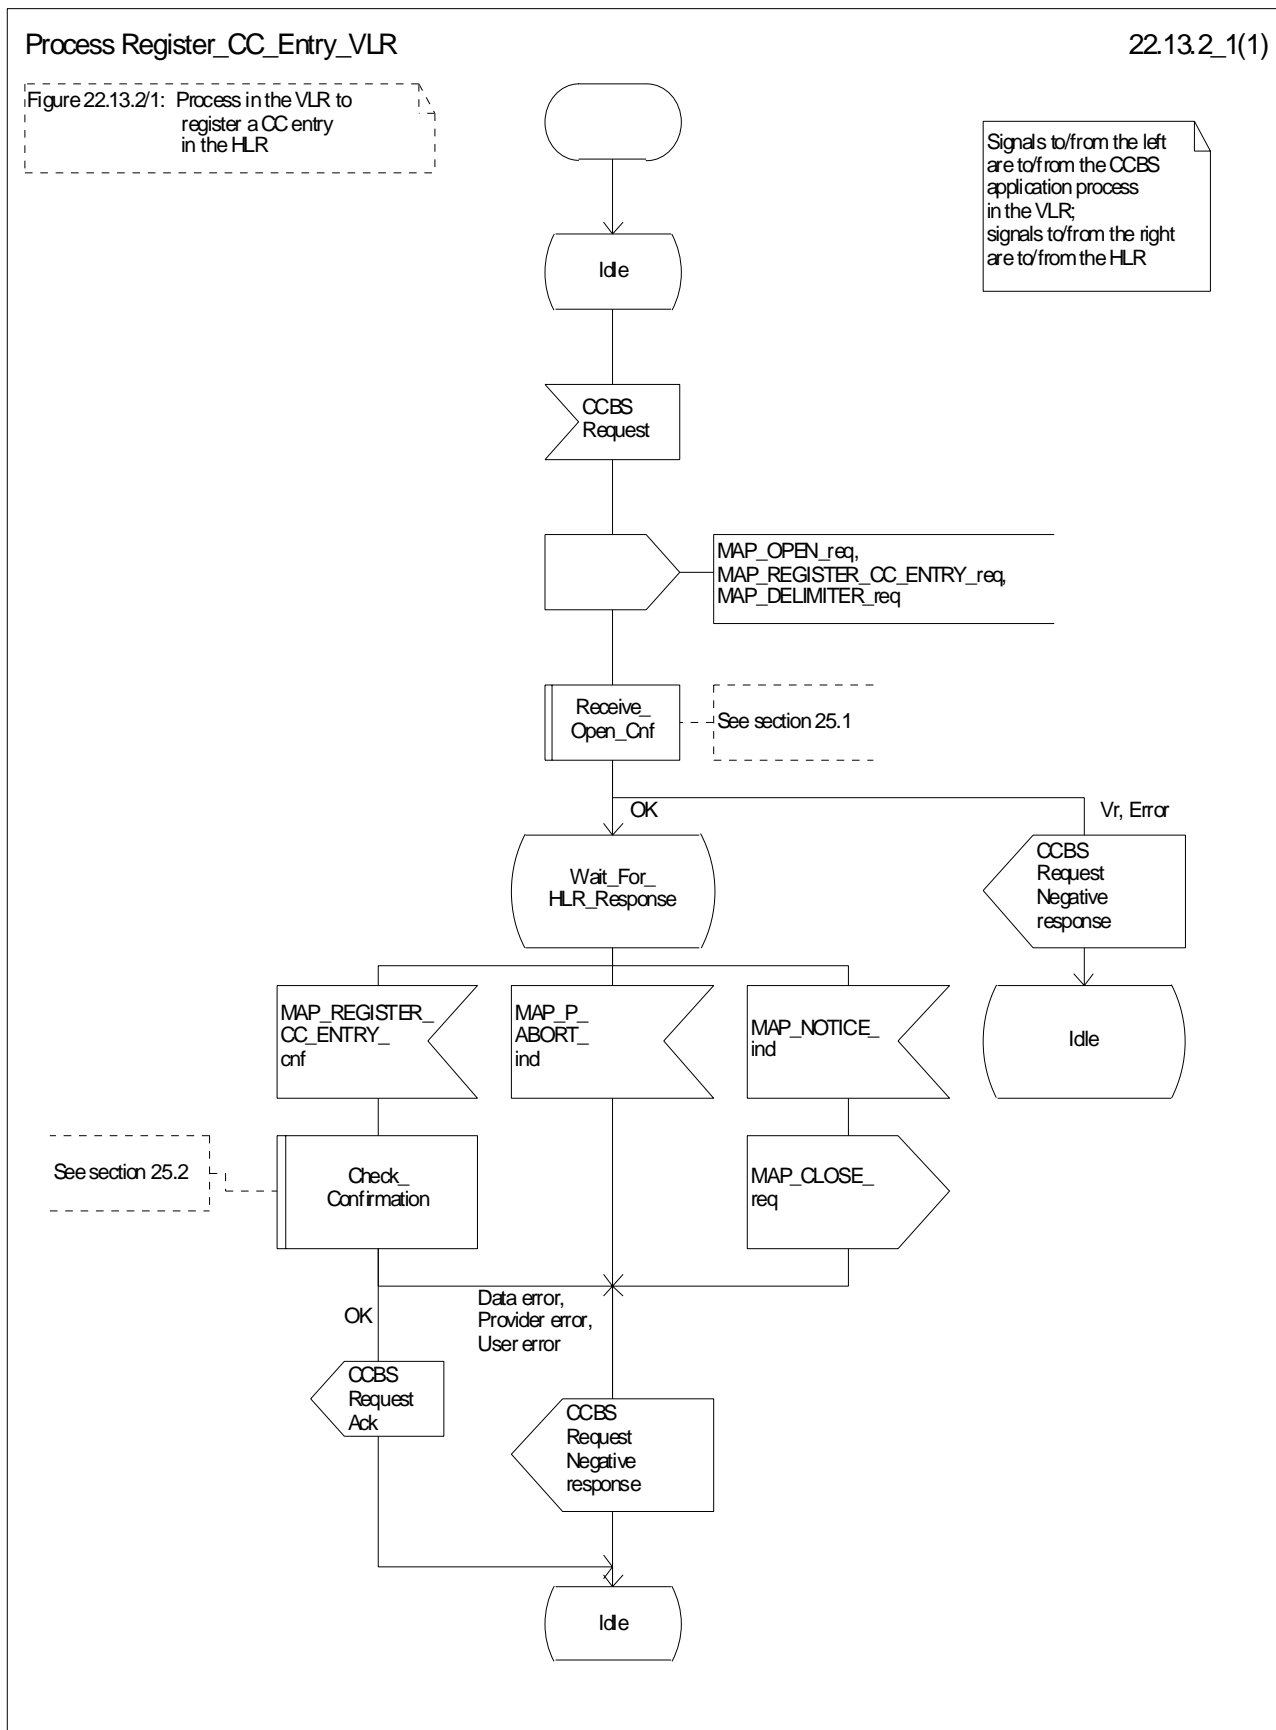 Process Register_CC_Entry_VLR
22.13.2_1(1)
Figure 22.13.2/1: Process in the VLR to
register a CC entry
in the HLR
Signals to/from the left
are to/from the CCBS
application process
in the VLR;
signals to/from the right
are to/from the HLR
Idle
CCBS
Request
MAP_OPEN_req,
MAP_REGISTER_CC_ENTRY_req,
MAP_DELIMITER_req
Receive_
Open_Cnf
See section 25.1
OK
Vr, Error
Wait_For_
HLR_Response
CCBS
Request
Negative
response
MAP_REGISTER_
CC_ENTRY_
cnf
MAP_P_
ABORT_
ind
MAP_NOTICE_
ind
Idle
See section 25.2
Check_
Confirmation
MAP_CLOSE_
req
OK
Data error,
Provider error,
User error
CCBS
Request
Ack
CCBS
Request
Negative
response
Idle